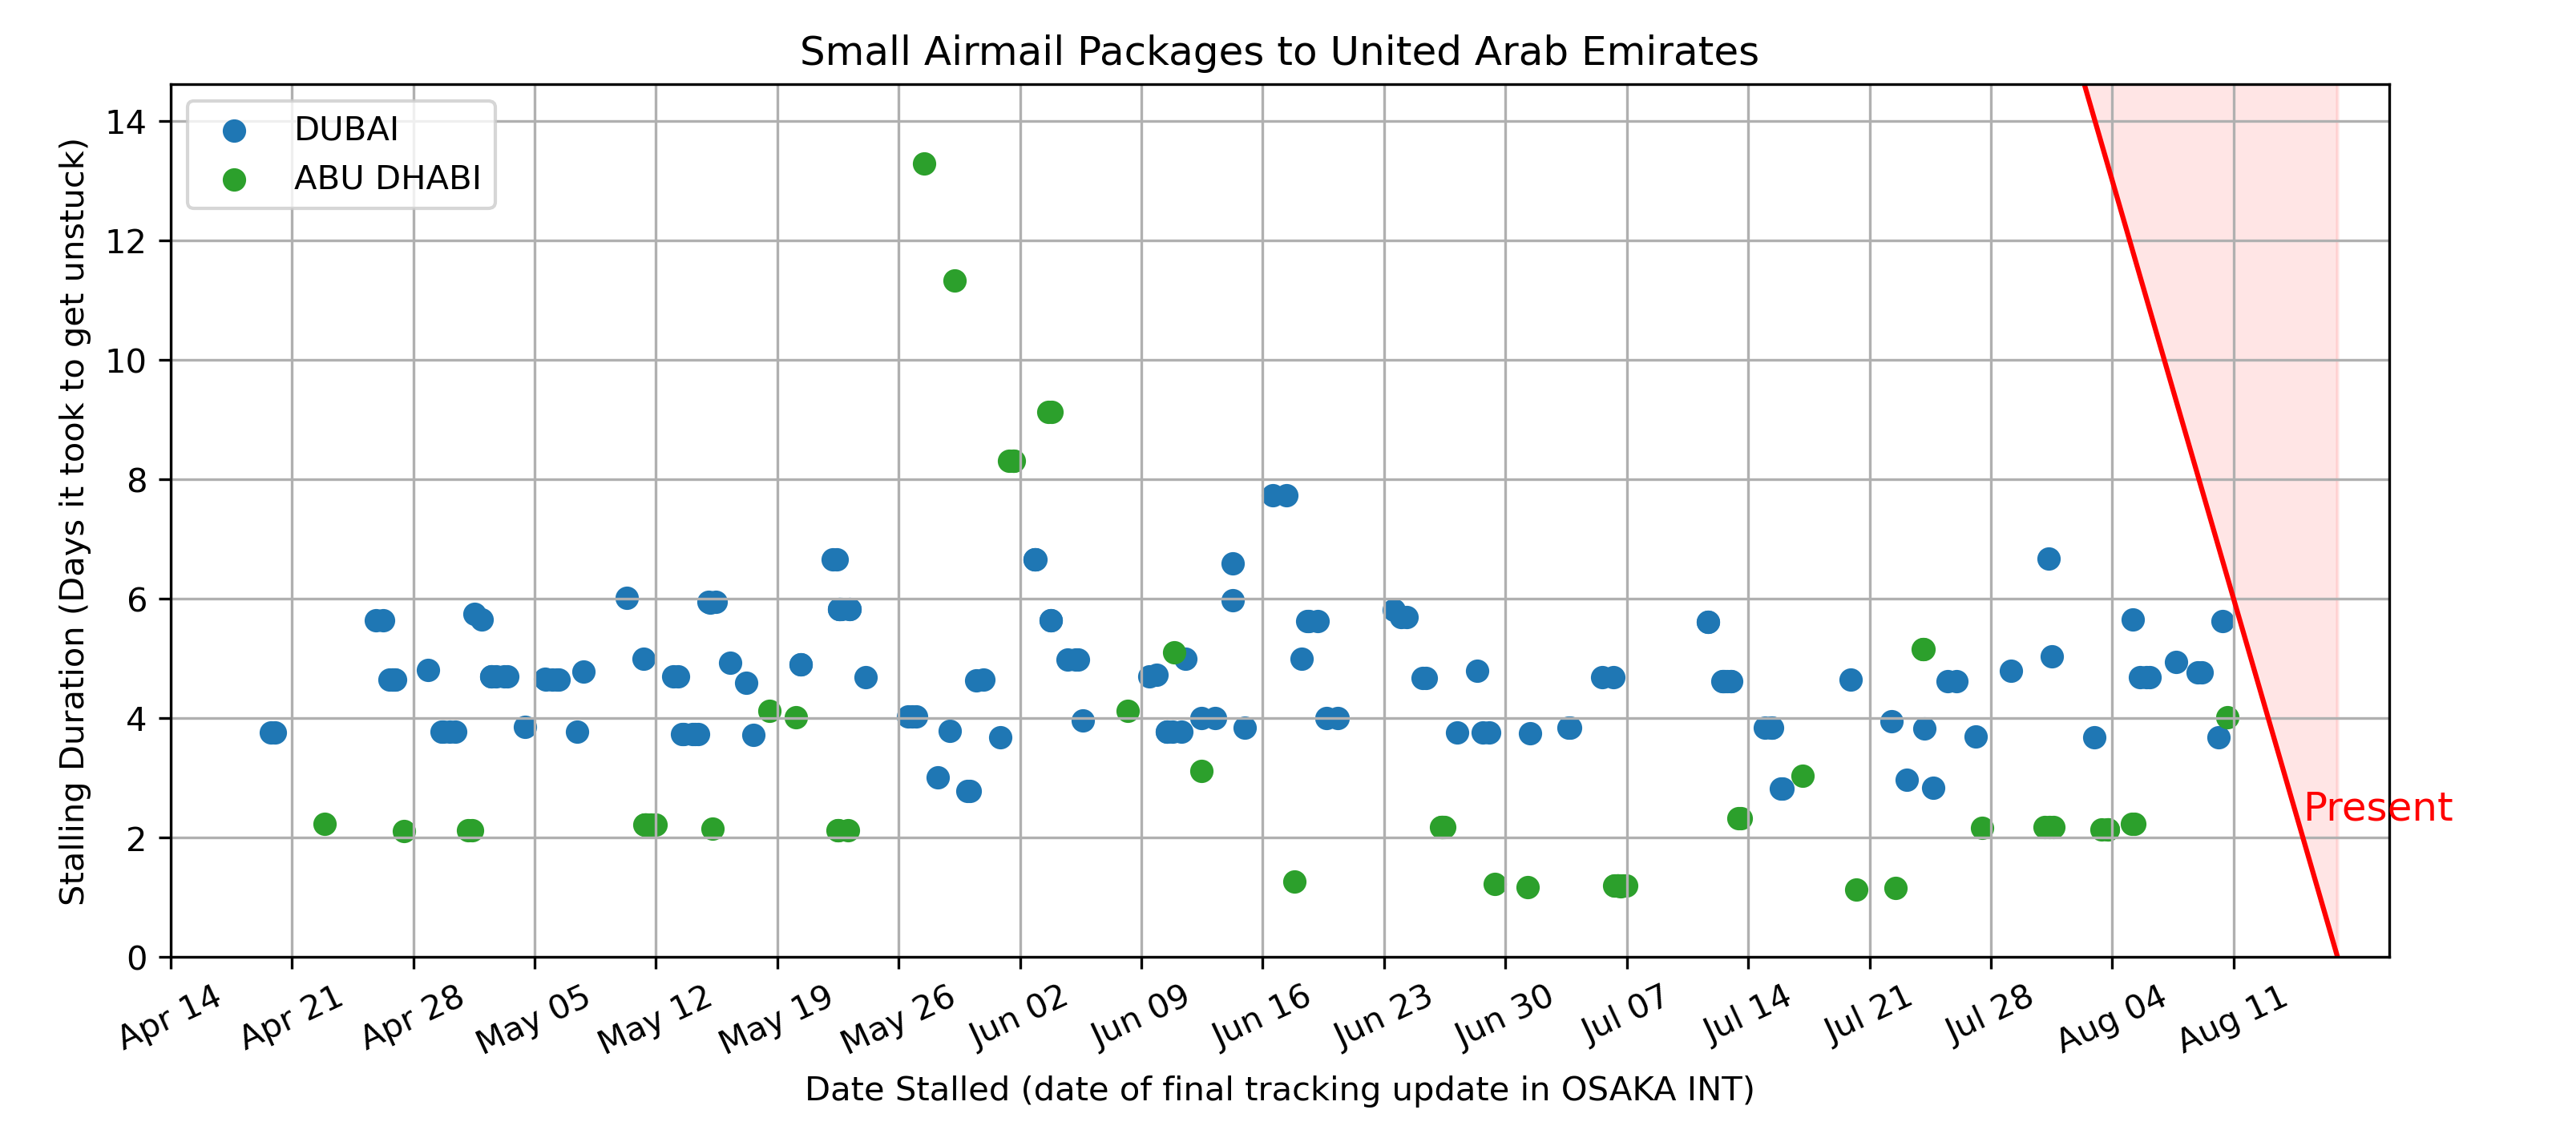 Small Airmail Packages to United Arab Emirates
DUBAI
ABU DHABI
Stalling Duration (Days it took to get unstuck)
14
12
10
8
6
4
2
0
Present
Apr 14
Apr 21
Apr 28
May 05
May 12
May 19
May 26
Jun 02
Jun 09
Jun 16
Jun 23
Jun 30
Jul 07
Jul 14
Jul 21
Jul 28
Aug 04
Aug 11
Date Stalled (date of final tracking update in OSAKA INT)